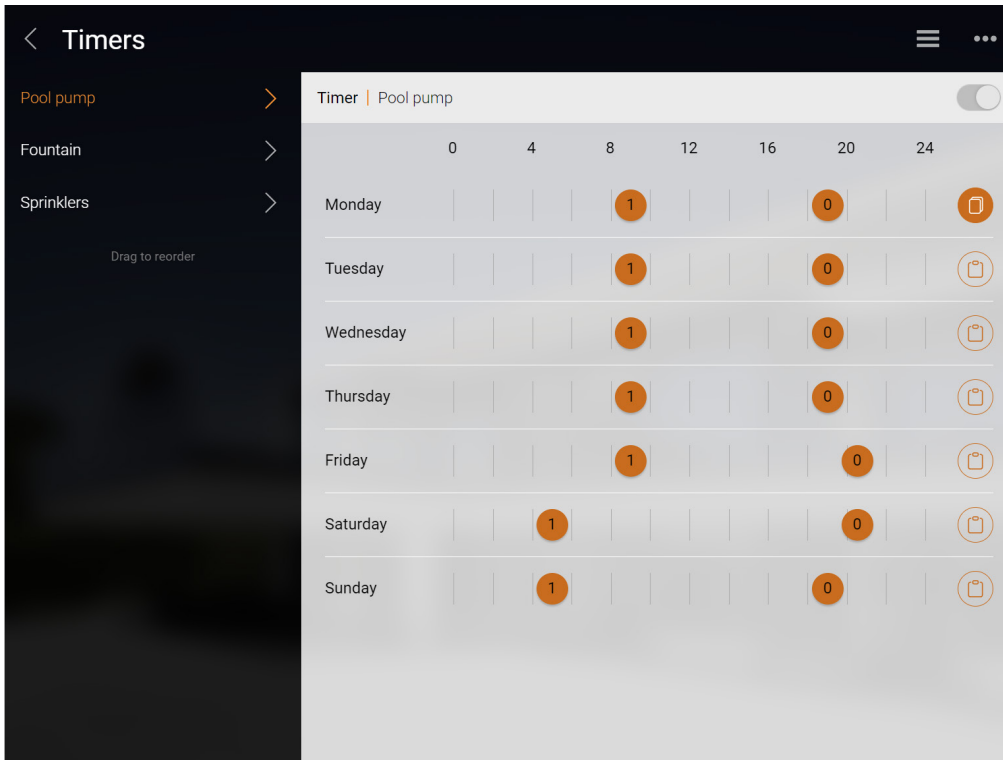 Timers
Pool pump
Fountain
Sprinklers
Drag to reorder
Timer | Pool pump
0 4 8 12 16 20 24
Monday 1 0
Tuesday 1 0
Wednesday 1 0
Thursday 1 0
Friday 1 0
Saturday 1 0
Sunday 1 0